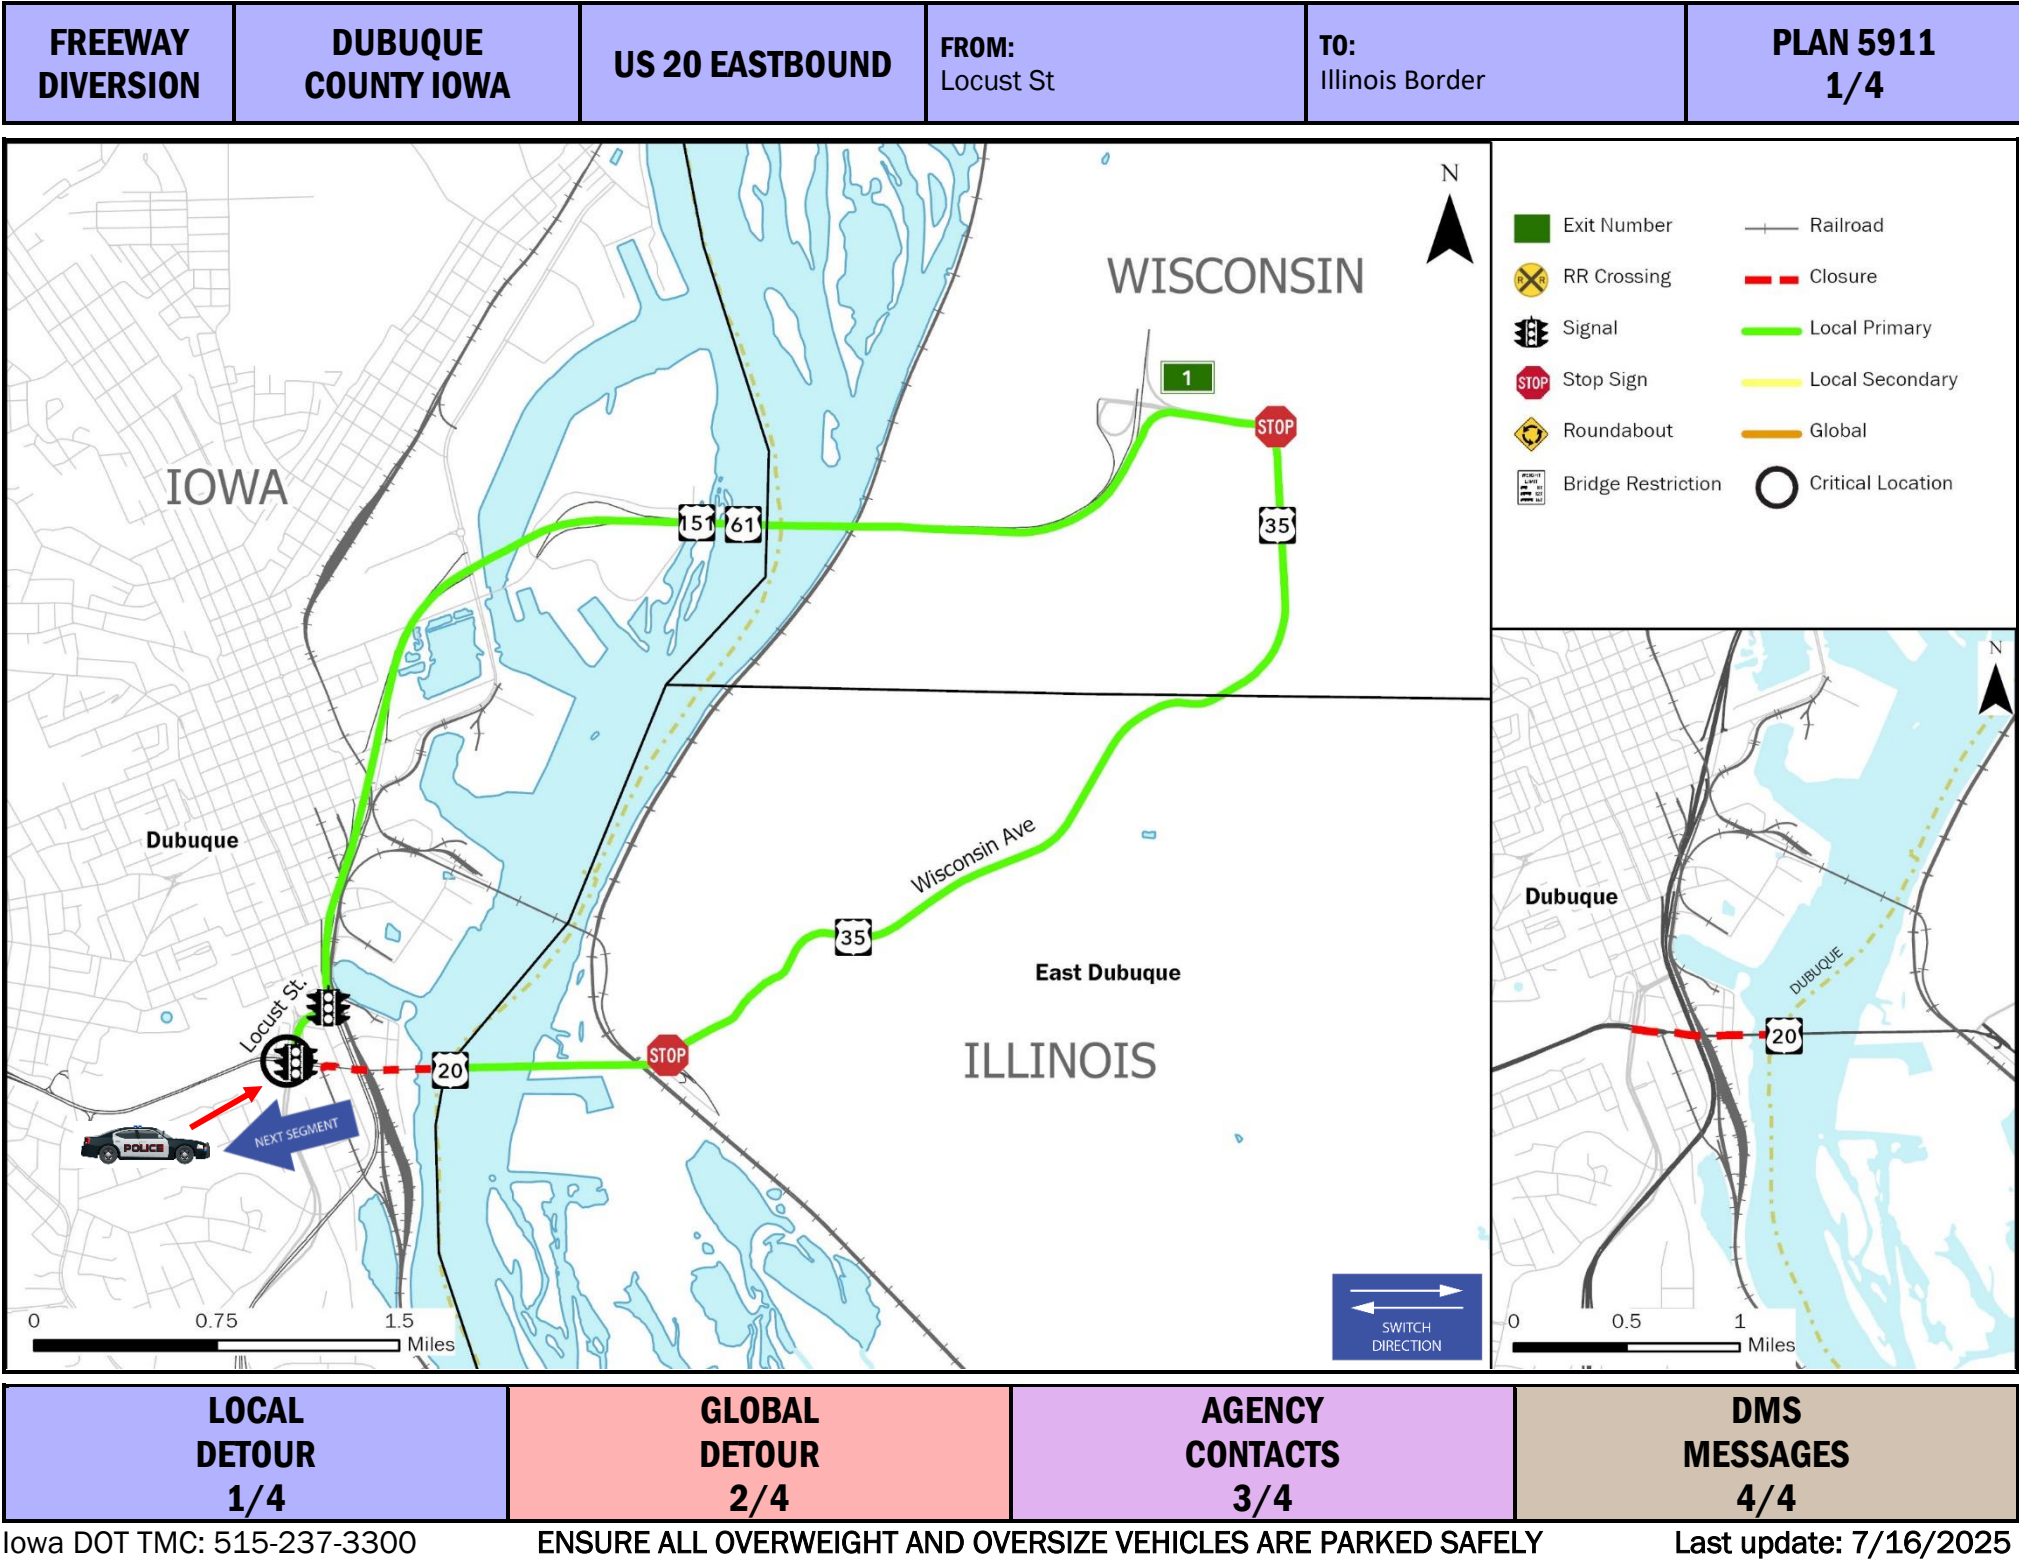 FREEWAY
DIVERSION
DUBUQUE
COUNTY IOWA
US 20 EASTBOUND
FROM:
Locust St
TO:
Illinois Border
PLAN 5911
1/4
N
WISCONSIN
1
STOP
IOWA
151
61
35
Dubuque
Wisconsin Ave
35
East Dubuque
Locust St.
STOP
20
ILLINOIS
NEXT SEGMENT
POLICE
0 0.75 1.5
Miles
SWITCH
DIRECTION
Exit Number
Railroad
R R
RR Crossing
Closure
Signal
Local Primary
STOP
Stop Sign
Local Secondary
Roundabout
Global
WEIGHT
LIMIT
Bridge Restriction
Critical Location
N
Dubuque
DUBUQUE
20
0 0.5 1
Miles
LOCAL
DETOUR
1/4
GLOBAL
DETOUR
2/4
AGENCY
CONTACTS
3/4
DMS
MESSAGES
4/4
Iowa DOT TMC: 515-237-3300
ENSURE ALL OVERWEIGHT AND OVERSIZE VEHICLES ARE PARKED SAFELY
Last update: 7/16/2025